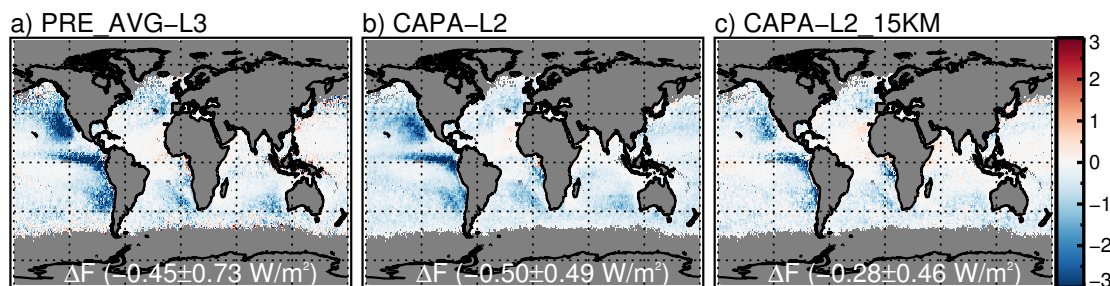 a) PRE_AVG−L3
b) CAPA−L2
c) CAPA−L2_15KM
3
2
1
0
−1
−2
−3
ΔF (−0.45±0.73 W/m²)
ΔF (−0.50±0.49 W/m²)
ΔF (−0.28±0.46 W/m²)